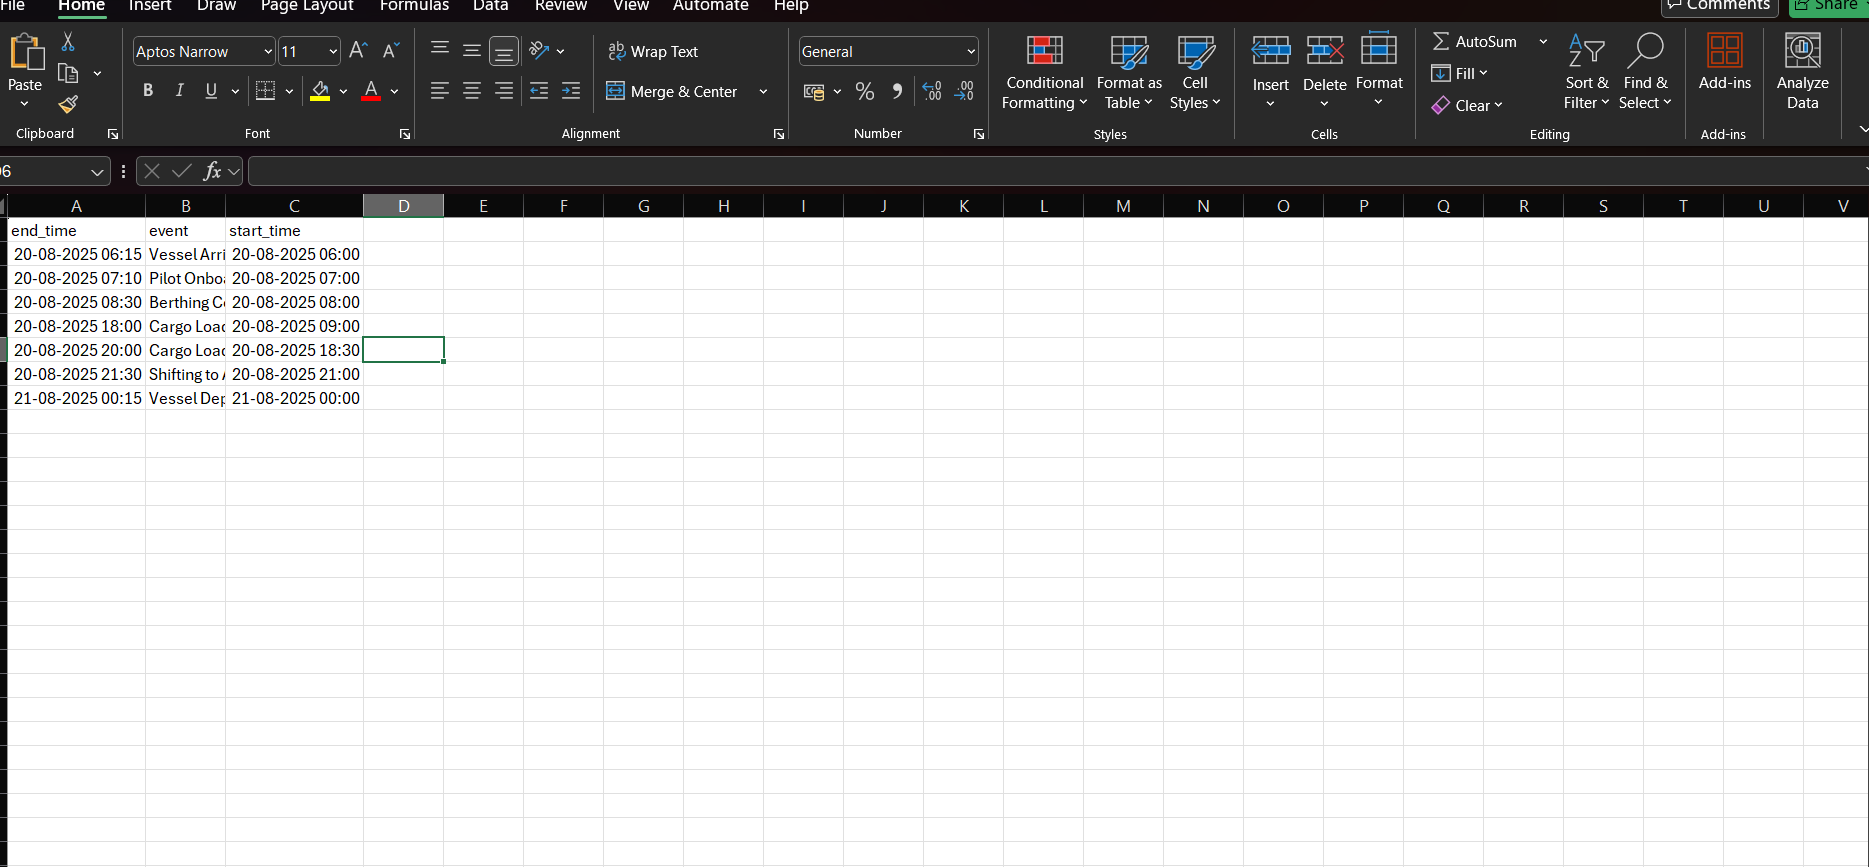 File Home Insert Draw Page Layout Formulas Data Review View Automate Help Comments Share
Paste
Clipboard
Aptos Narrow 11
B I U A
Font
ab Wrap Text
Merge & Center
Alignment
General
% 9 .00 .00
Number
Conditional Formatting
Format as Table
Cell Styles
Styles
Insert Delete Format
Cells
AutoSum
Fill
Clear
Sort & Filter
Find & Select
Editing
Add-ins
Add-ins
Analyze Data
fx
A B C D E F G H I J K L M N O P Q R S T U V
end_time event start_time
20-08-2025 06:15 Vessel Arri 20-08-2025 06:00
20-08-2025 07:10 Pilot Onbo 20-08-2025 07:00
20-08-2025 08:30 Berthing C 20-08-2025 08:00
20-08-2025 18:00 Cargo Load 20-08-2025 09:00
20-08-2025 20:00 Cargo Load 20-08-2025 18:30
20-08-2025 21:30 Shifting to 20-08-2025 21:00
21-08-2025 00:15 Vessel Dep 21-08-2025 00:00